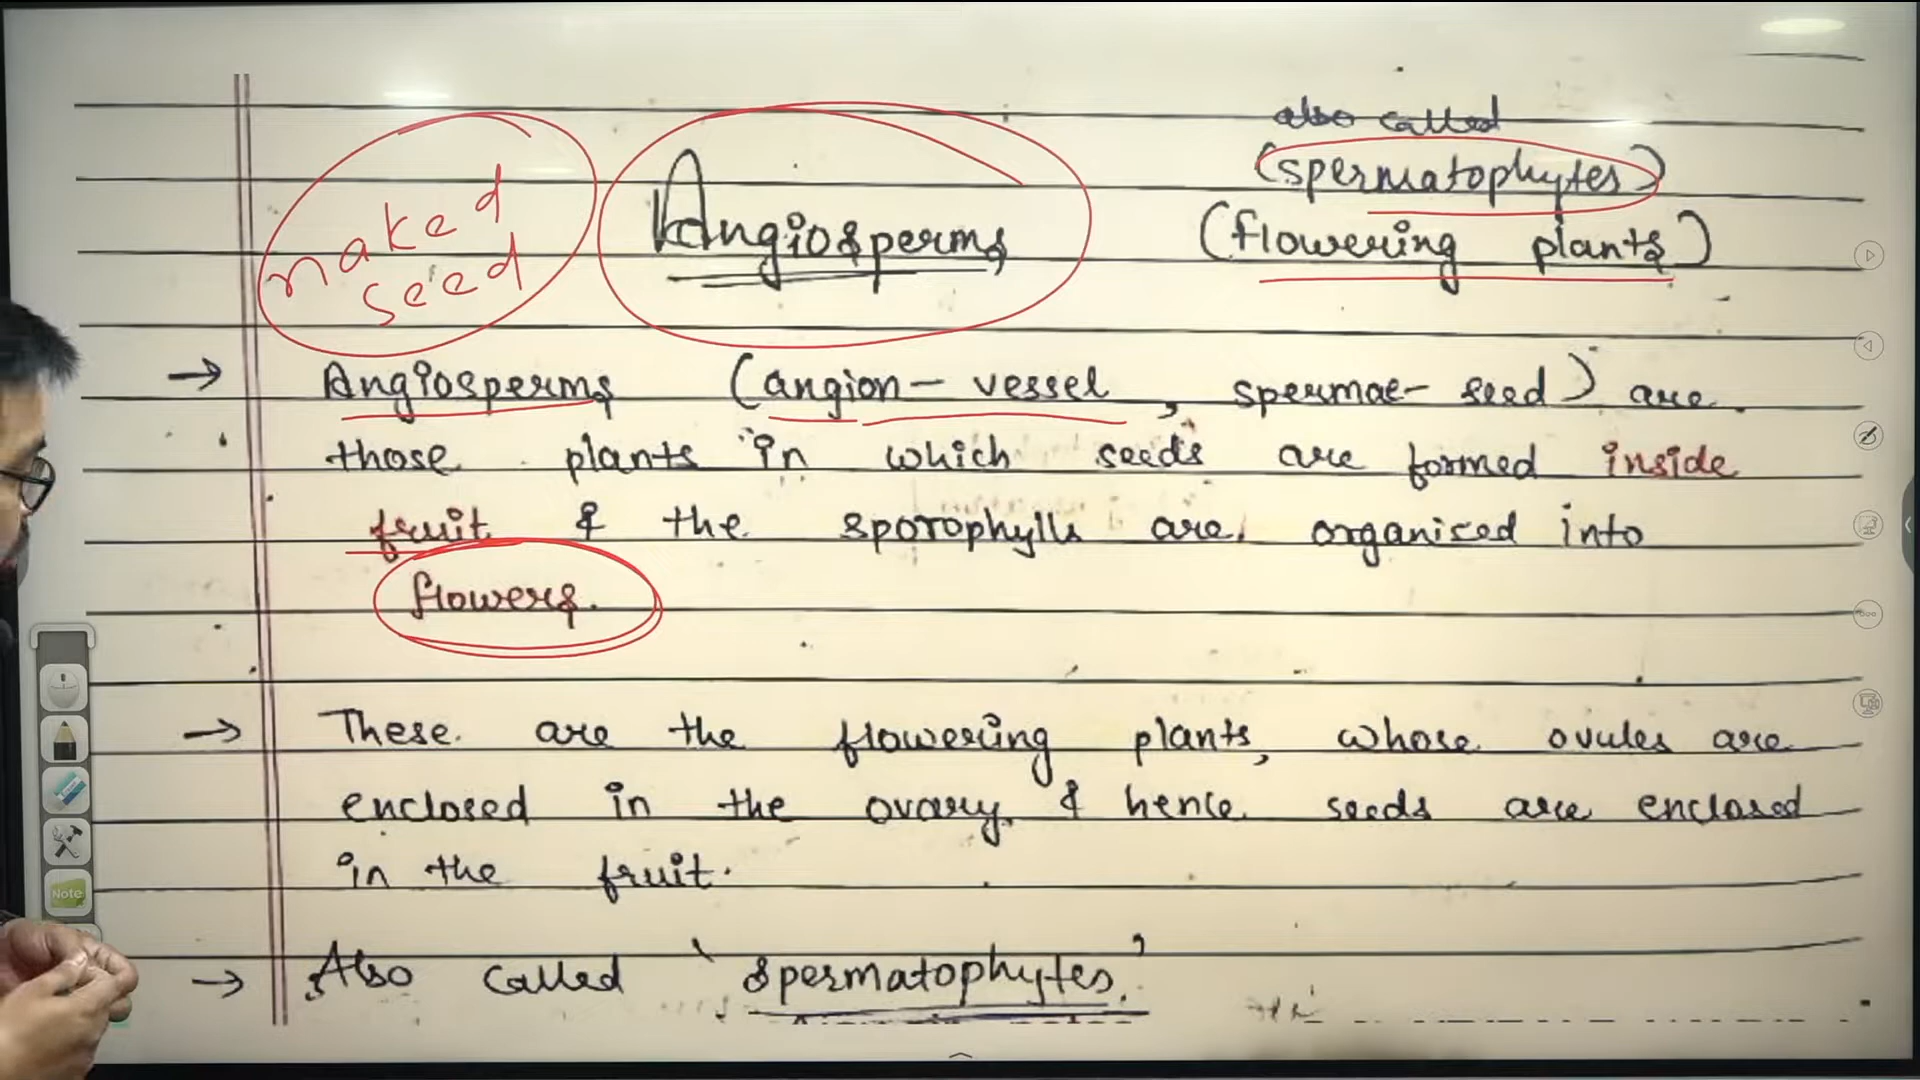 also called
(spermatophytes)
naked
seed
Angiosperms
(flowering plants)
→ Angiosperms (angion- vessel, spermae- seed) are
those plants in which seeds are formed inside
fruit & the sporophylls are organised into
flowers.
→ These are the flowering plants, whose ovules are
enclosed in the ovary & hence seeds are enclosed
in the fruit.
→ Also called 'spermatophytes'
Note